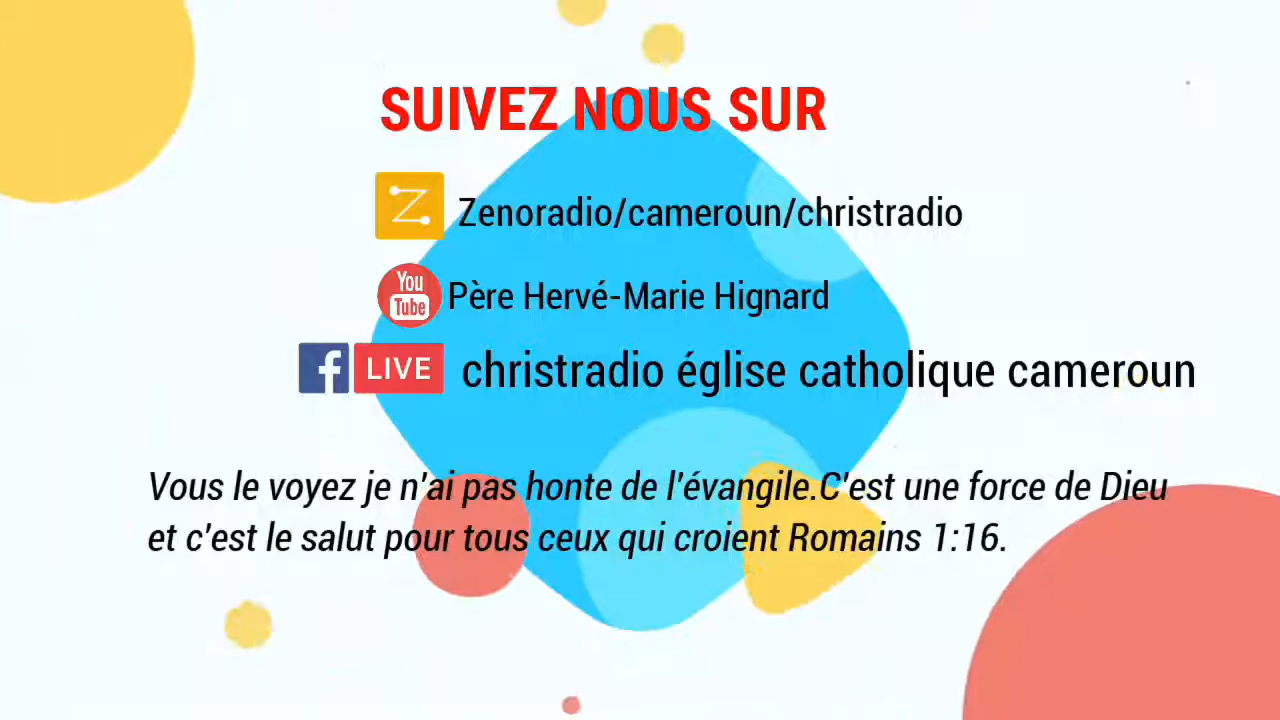 SUIVEZ NOUS SUR
Zenoradio/cameroun/christradio
You
Tube
Père Hervé-Marie Hignard
f LIVE christradio église catholique cameroun
Vous le voyez je n'ai pas honte de l'évangile.C'est une force de Dieu
et c'est le salut pour tous ceux qui croient Romains 1:16.